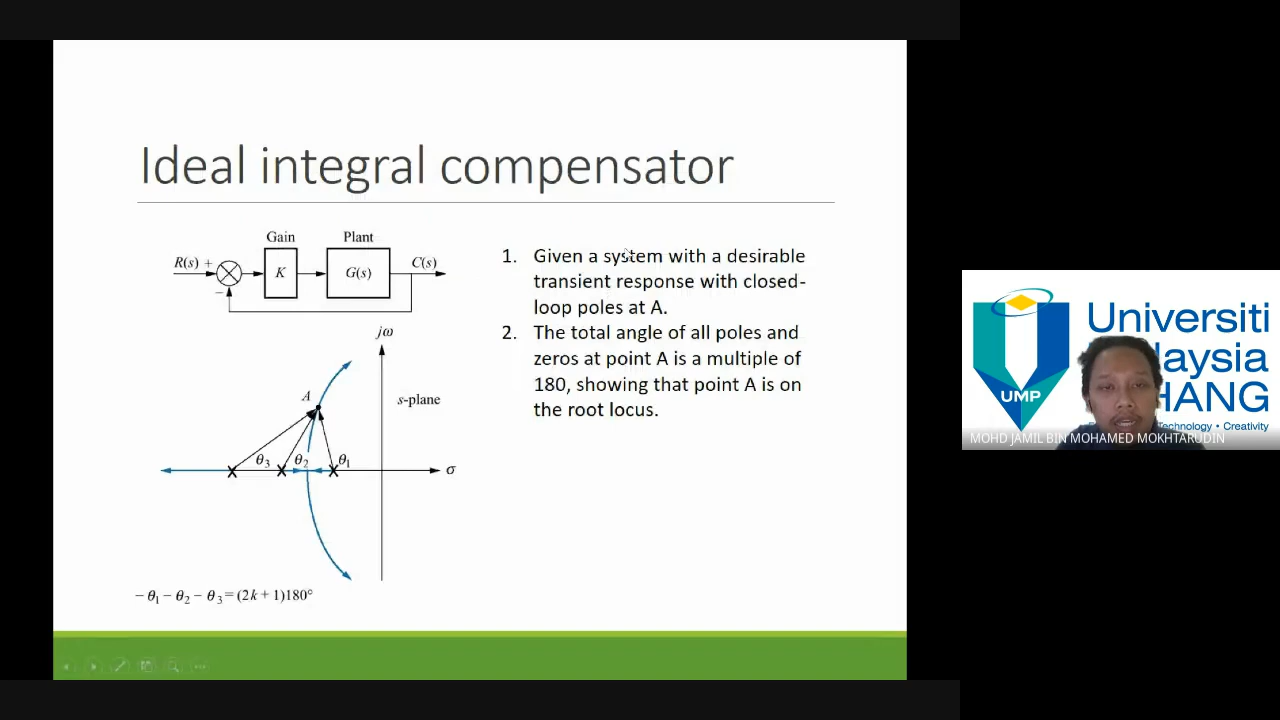 Ideal integral compensator
Gain
Plant
R(s) +
K
G(s)
C(s)
−
jω
A
s-plane
θ3
θ2
θ1
σ
− θ1 − θ2 − θ3 = (2k + 1)180°
1. Given a system with a desirable
transient response with closed-
loop poles at A.
2. The total angle of all poles and
zeros at point A is a multiple of
180, showing that point A is on
the root locus.
Universiti
Malaysia
HANG
UMP
Technology • Creativity
MOHD JAMIL BIN MOHAMED MOKHTARUDIN